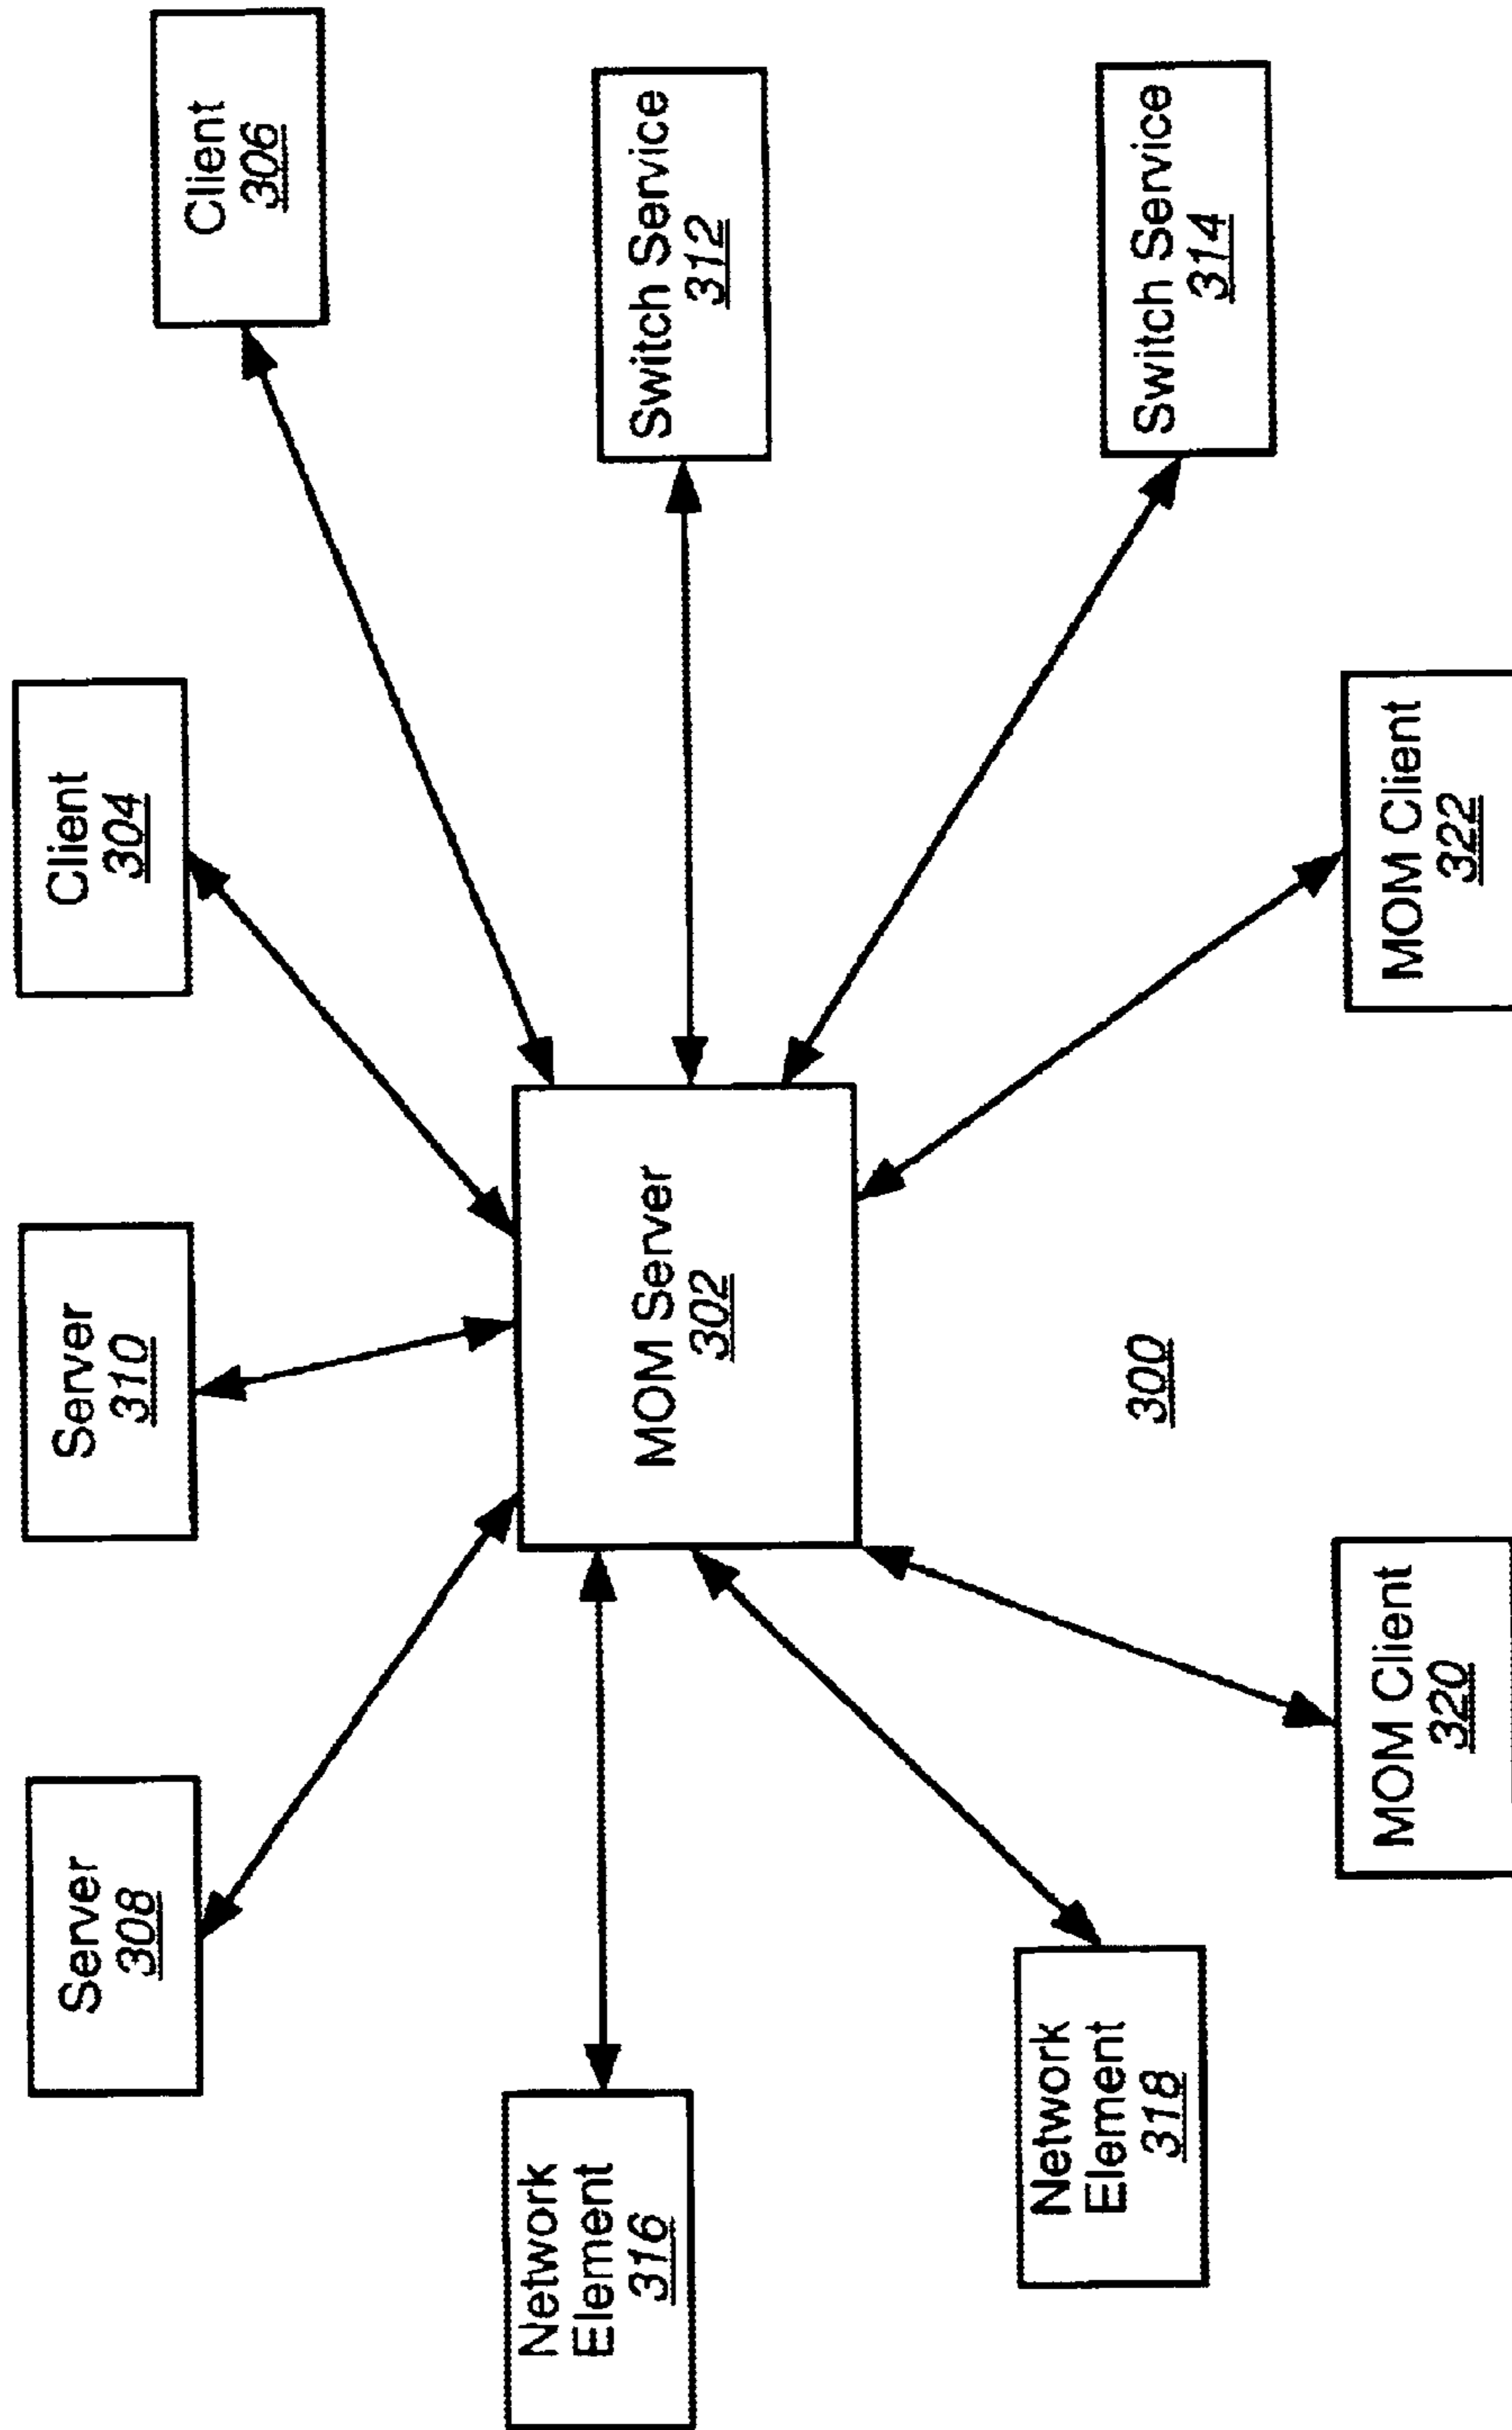 Server
308
Server
310
Client
304
Client
306
Network
Element
316
MOM Server
302
Switch Service
312
Network
Element
318
300
Switch Service
314
MOM Client
320
MOM Client
322